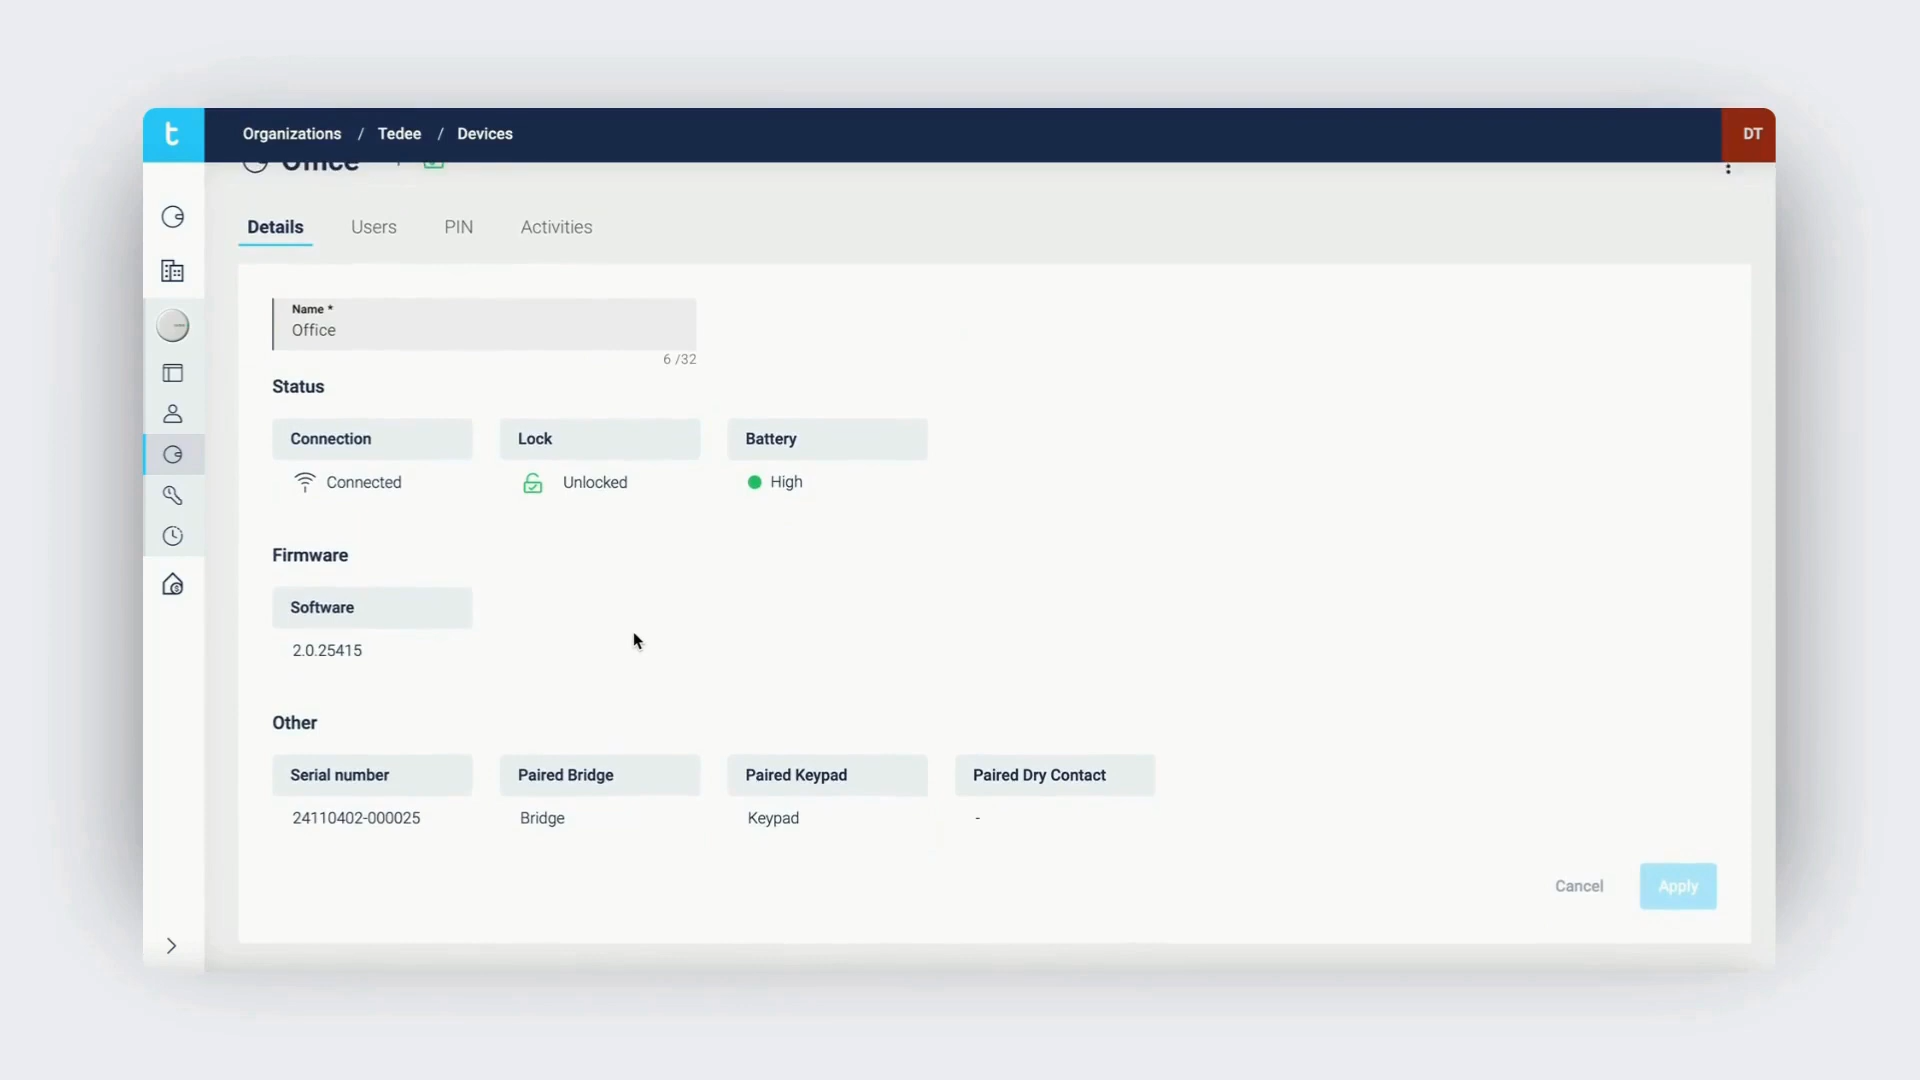 t
Organizations / Tedee / Devices
DT
Office
Details Users PIN Activities
Name *
Office
6 /32
Status
Connection Lock Battery
Connected Unlocked High
Firmware
Software
2.0.25415
Other
Serial number Paired Bridge Paired Keypad Paired Dry Contact
24110402-000025 Bridge Keypad -
Cancel Apply